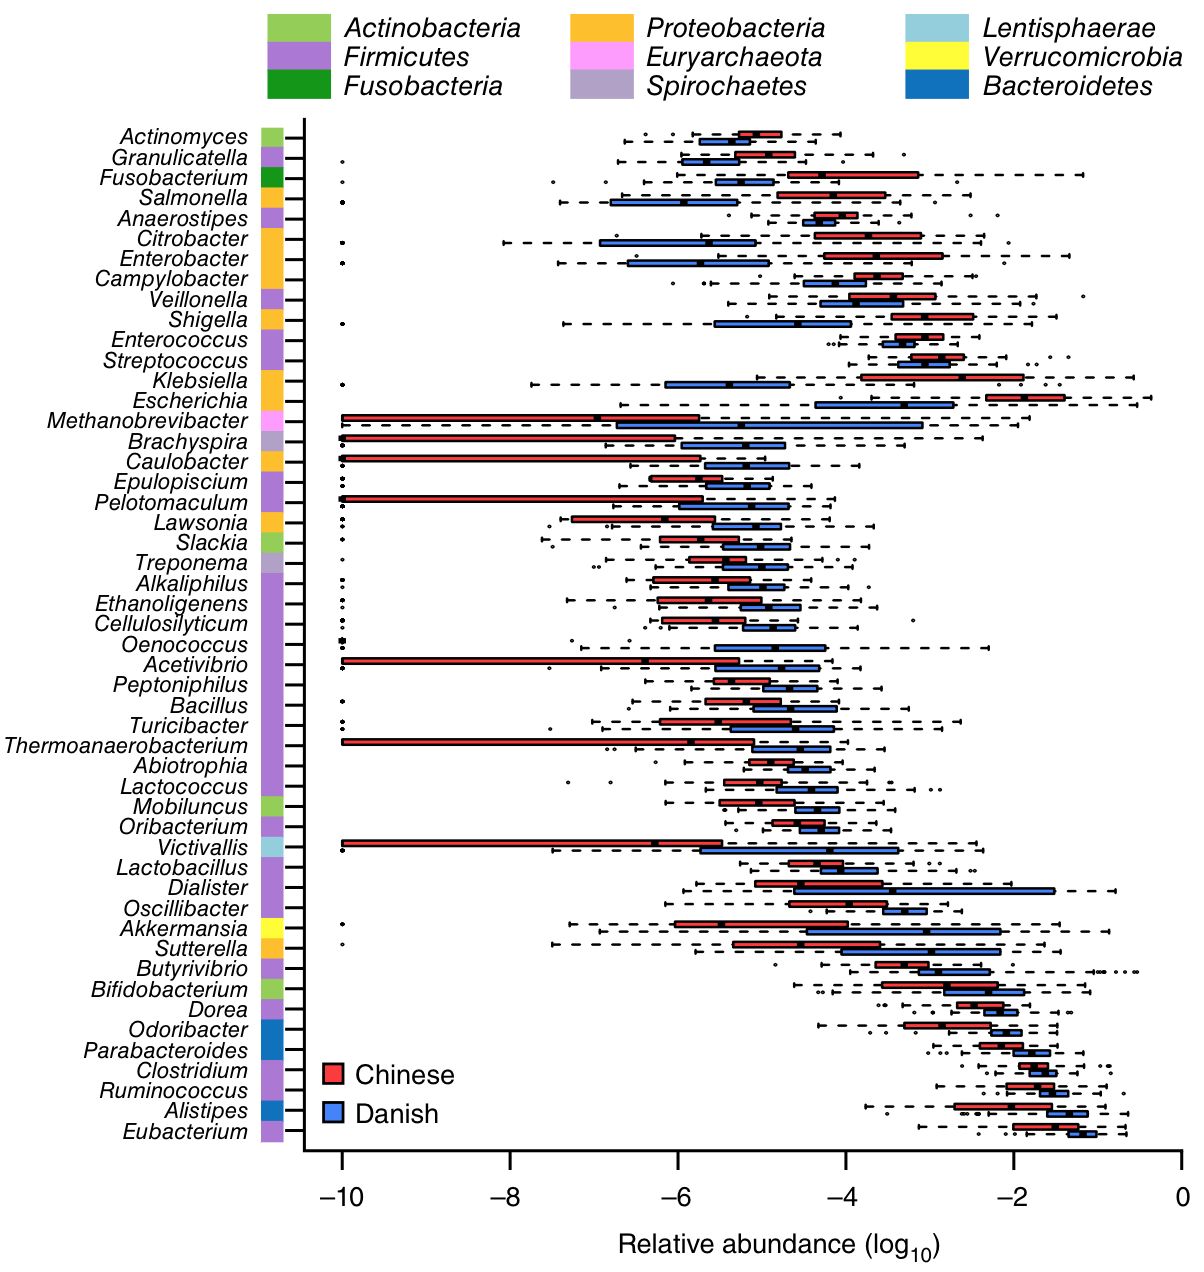 Actinobacteria
Firmicutes
Fusobacteria
Proteobacteria
Euryarchaeota
Spirochaetes
Lentisphaerae
Verrucomicrobia
Bacteroidetes
Actinomyces
Granulicatella
Fusobacterium
Salmonella
Anaerostipes
Citrobacter
Enterobacter
Campylobacter
Veillonella
Shigella
Enterococcus
Streptococcus
Klebsiella
Escherichia
Methanobrevibacter
Brachyspira
Caulobacter
Epulopiscium
Pelotomaculum
Lawsonia
Slackia
Treponema
Alkaliphilus
Ethanoligenens
Cellulosilyticum
Oenococcus
Acetivibrio
Peptoniphilus
Bacillus
Turicibacter
Thermoanaerobacterium
Abiotrophia
Lactococcus
Mobiluncus
Oribacterium
Victivallis
Lactobacillus
Dialister
Oscillibacter
Akkermansia
Sutterella
Butyrivibrio
Bifidobacterium
Dorea
Odoribacter
Parabacteroides
Clostridium
Ruminococcus
Alistipes
Eubacterium
Chinese
Danish
–10 –8 –6 –4 –2 0
Relative abundance (log10)